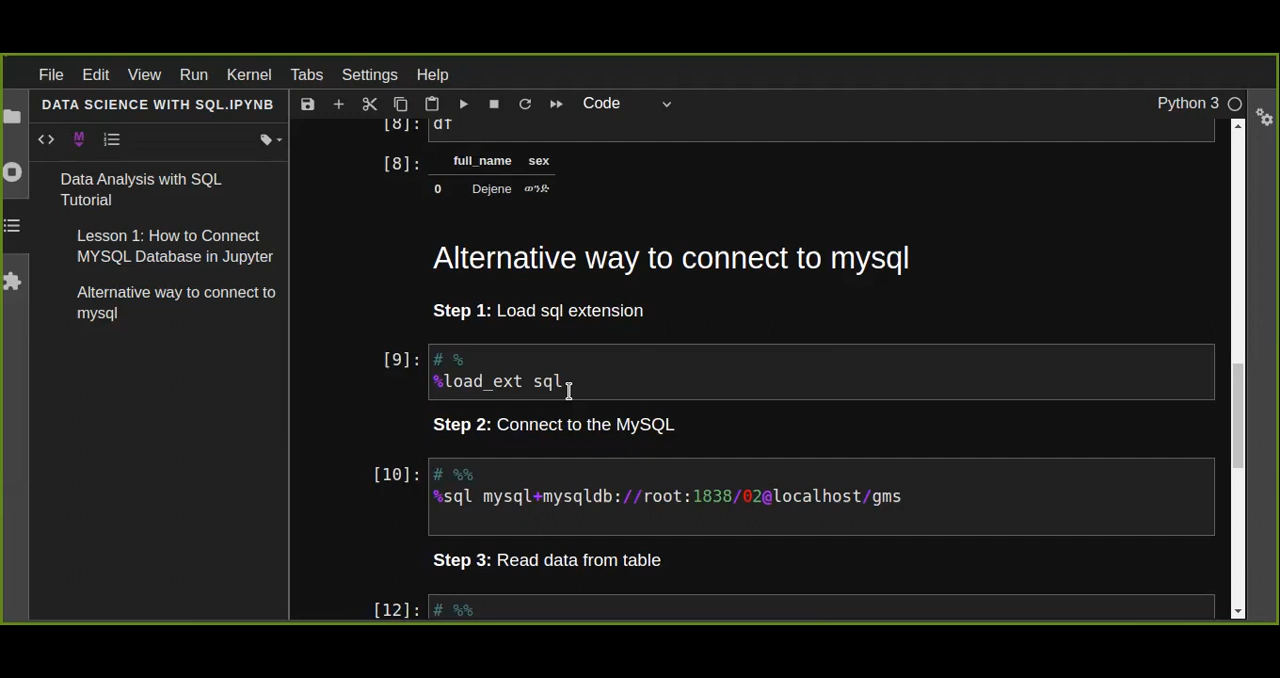 File Edit View Run Kernel Tabs Settings Help
DATA SCIENCE WITH SQL.IPYNB
Code
Python 3
M
Data Analysis with SQL
Tutorial
Lesson 1: How to Connect
MYSQL Database in Jupyter
Alternative way to connect to
mysql
[8]: df
[8]: full_name sex
0 Dejene ወንድ
Alternative way to connect to mysql
Step 1: Load sql extension
[9]: # %
%load_ext sql
Step 2: Connect to the MySQL
[10]: # %%
%sql mysql+mysqldb://root:1838/02@localhost/gms
Step 3: Read data from table
[12]: # %%